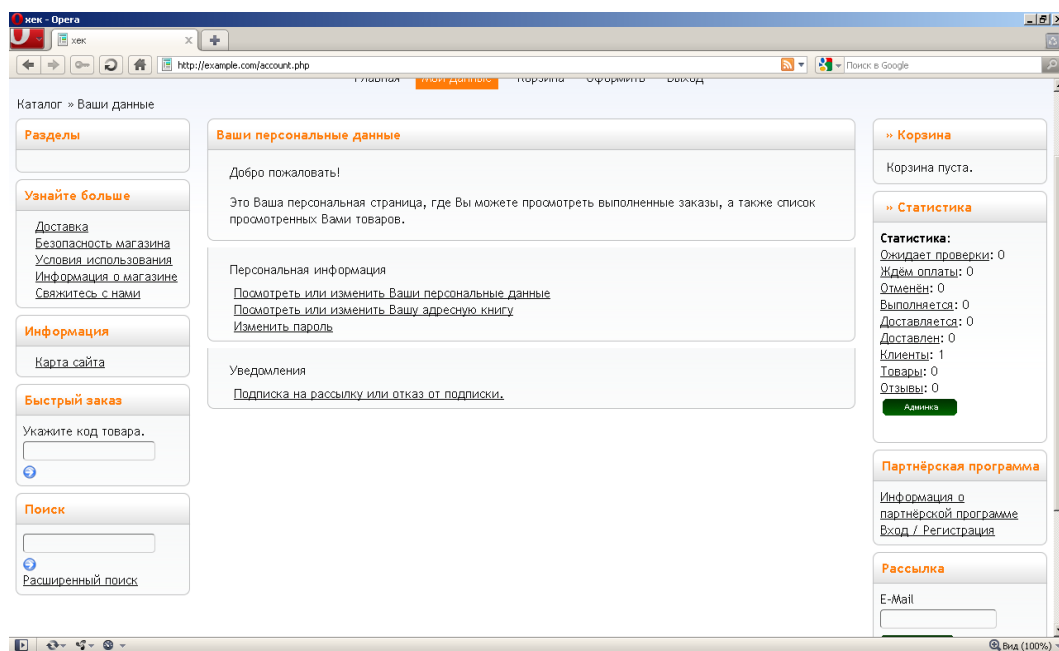 хек - Opera
хек
http://example.com/account.php
Поиск в Google
Главная Мои данные Корзина Оформить Выход
Каталог » Ваши данные
Разделы
Узнайте больше
Доставка
Безопасность магазина
Условия использования
Информация о магазине
Свяжитесь с нами
Информация
Карта сайта
Быстрый заказ
Укажите код товара.
Поиск
Расширенный поиск
Ваши персональные данные
Добро пожаловать!
Это Ваша персональная страница, где Вы можете просмотреть выполненные заказы, а также список
просмотренных Вами товаров.
Персональная информация
Посмотреть или изменить Ваши персональные данные
Посмотреть или изменить Вашу адресную книгу
Изменить пароль
Уведомления
Подписка на рассылку или отказ от подписки.
» Корзина
Корзина пуста.
» Статистика
Статистика:
Ожидает проверки: 0
Ждём оплаты: 0
Отменён: 0
Выполняется: 0
Доставляется: 0
Доставлен: 0
Клиенты: 1
Товары: 0
Отзывы: 0
Админка
Партнёрская программа
Информация о
партнёрской программе
Вход / Регистрация
Рассылка
E-Mail
Вид (100%)